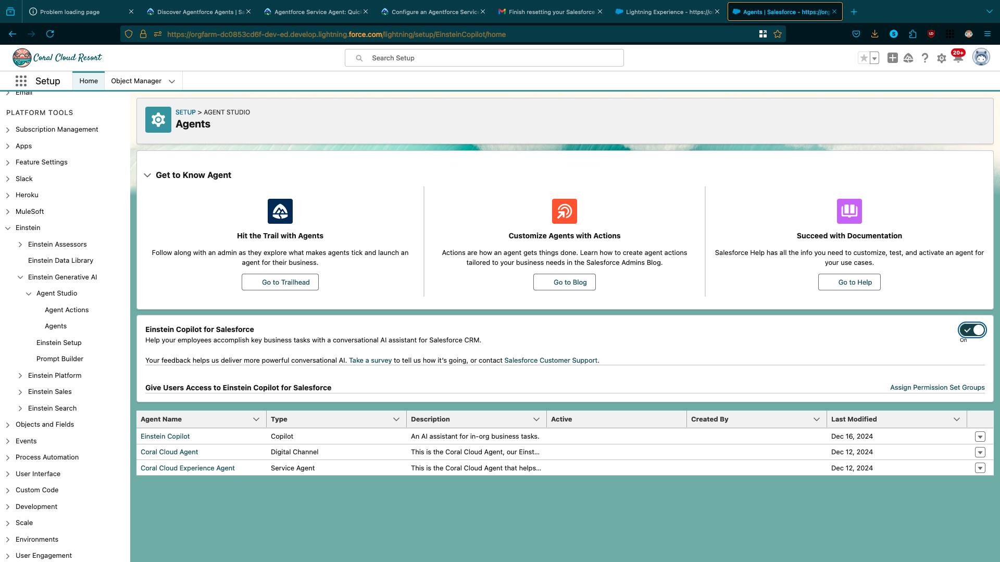 Problem loading page
Discover Agentforce Agents | Sa
Agentforce Service Agent: Quic
Configure an Agentforce Servic
Finish resetting your Salesforce
Lightning Experience - https://o
Agents | Salesforce - https://org
https://orgfarm-dc0853cd6f-dev-ed.develop.lightning.force.com/lightning/setup/EinsteinCopilot/home
Coral Cloud Resort
Search Setup
20+
Setup
Home
Object Manager
Email
PLATFORM TOOLS
Subscription Management
Apps
Feature Settings
Slack
Heroku
MuleSoft
Einstein
Einstein Assessors
Einstein Data Library
Einstein Generative AI
Agent Studio
Agent Actions
Agents
Einstein Setup
Prompt Builder
Einstein Platform
Einstein Sales
Einstein Search
Objects and Fields
Events
Process Automation
User Interface
Custom Code
Development
Scale
Environments
User Engagement
SETUP > AGENT STUDIO
Agents
Get to Know Agent
Hit the Trail with Agents
Follow along with an admin as they explore what makes agents tick and launch an
agent for their business.
Go to Trailhead
Customize Agents with Actions
Actions are how an agent gets things done. Learn how to create agent actions
tailored to your business needs in the Salesforce Admins Blog.
Go to Blog
Succeed with Documentation
Salesforce Help has all the info you need to customize, test, and activate an agent for
your use cases.
Go to Help
Einstein Copilot for Salesforce
Help your employees accomplish key business tasks with a conversational AI assistant for Salesforce CRM.
On
Your feedback helps us deliver more powerful conversational AI. Take a survey to tell us how it's going, or contact Salesforce Customer Support.
Give Users Access to Einstein Copilot for Salesforce
Assign Permission Set Groups
Agent Name Type Description Active Created By Last Modified
Einstein Copilot Copilot An AI assistant for in-org business tasks. Dec 16, 2024
Coral Cloud Agent Digital Channel This is the Coral Cloud Agent, our Einst... Dec 12, 2024
Coral Cloud Experience Agent Service Agent This is the Coral Cloud Agent that helps... Dec 12, 2024